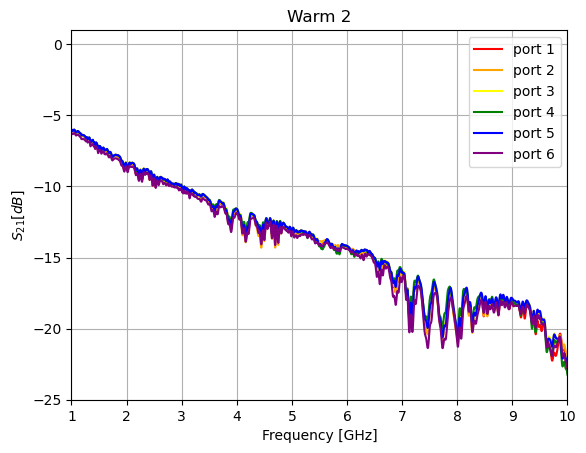 Warm 2
port 1
port 2
port 3
port 4
port 5
port 6
0
−5
−10
−15
−20
−25
S₂₁[dB]
1 2 3 4 5 6 7 8 9 10
Frequency [GHz]